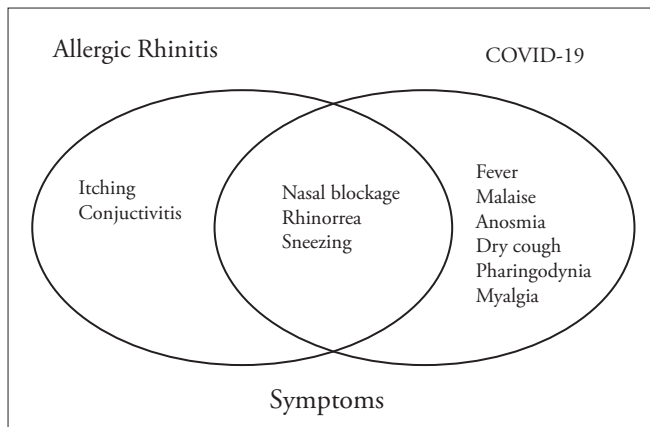 Allergic Rhinitis
COVID-19
Itching
Conjuctivitis
Nasal blockage
Rhinorrea
Sneezing
Fever
Malaise
Anosmia
Dry cough
Pharingodynia
Myalgia
Symptoms